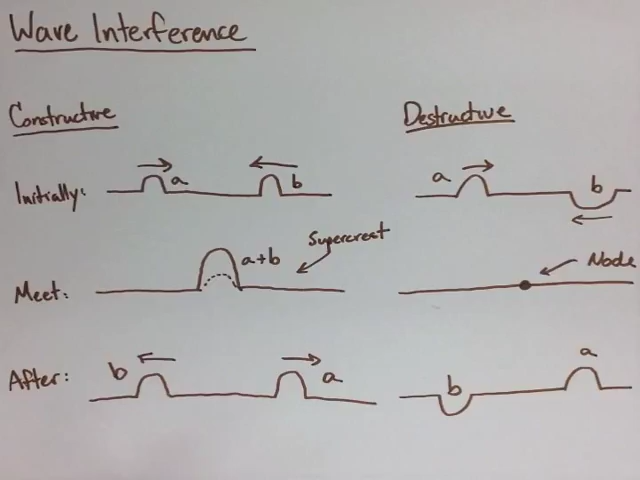 Wave Interference
Constructive
Destructive
Initially:
a
b
a
b
Meet:
a+b
Supercrest
Node
After:
b
a
b
a